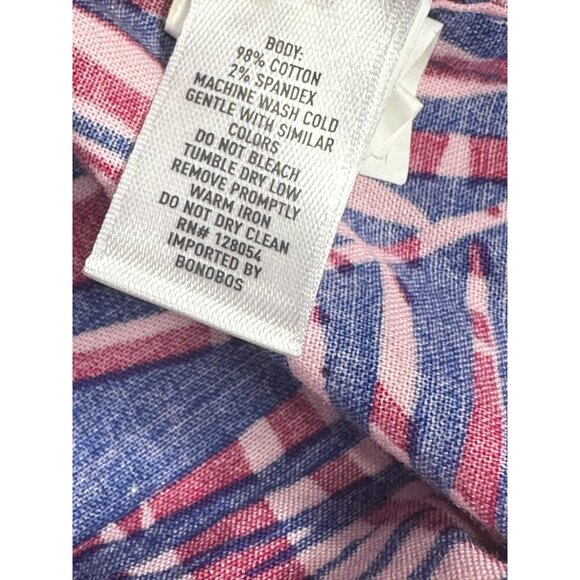 BODY:
98% COTTON
2% SPANDEX
MACHINE WASH COLD
GENTLE WITH SIMILAR
COLORS
DO NOT BLEACH
TUMBLE DRY LOW
REMOVE PROMPTLY
WARM IRON
DO NOT DRY CLEAN
RN# 128054
IMPORTED BY
BONOBOS